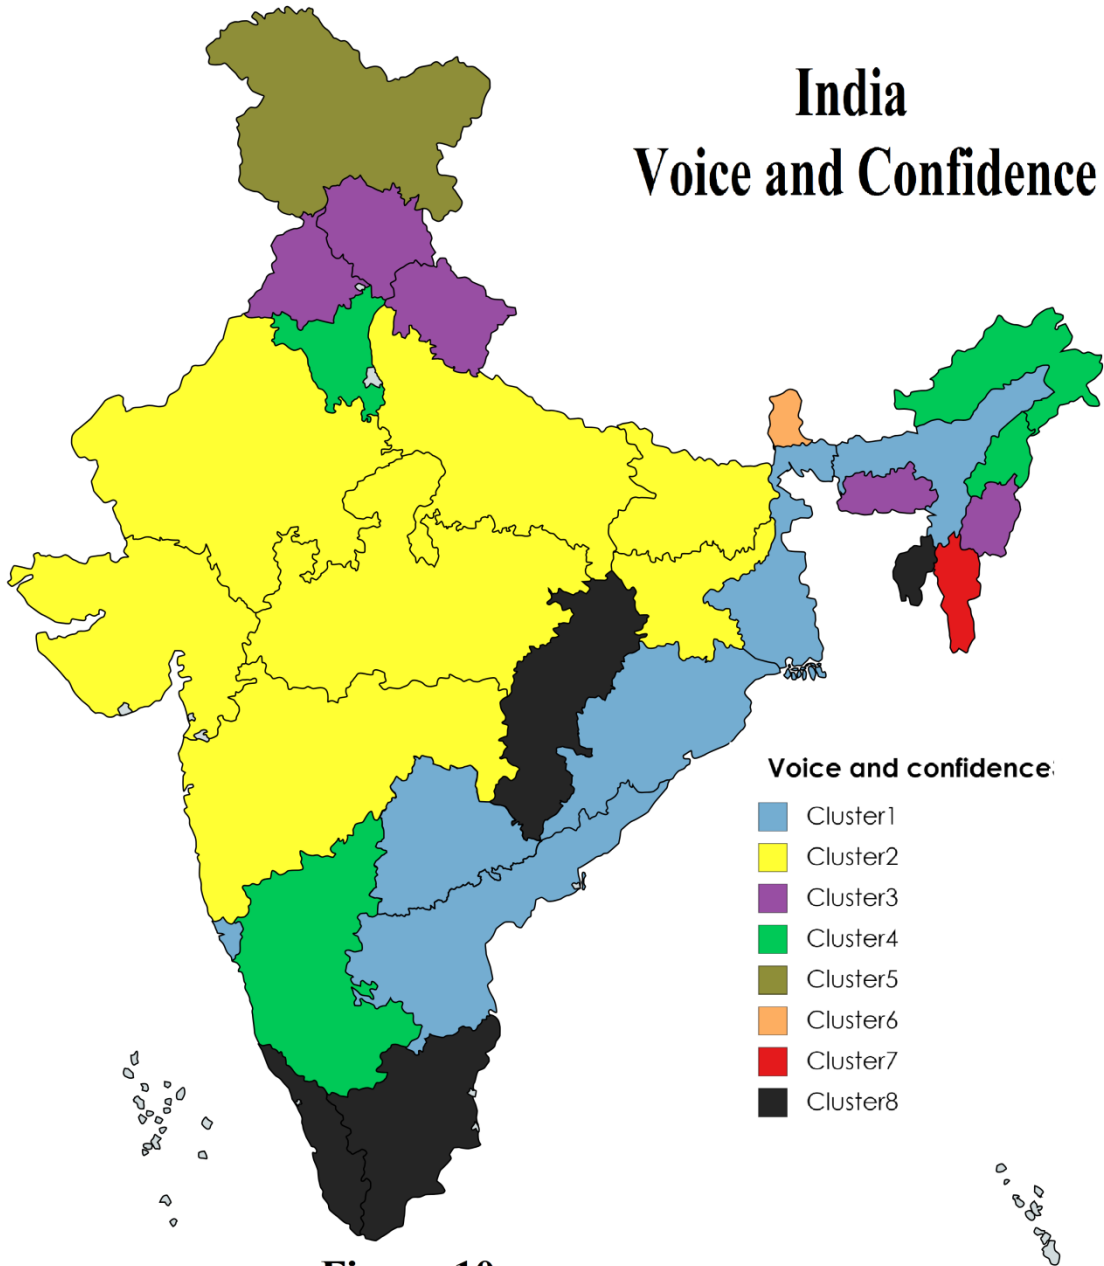 India
Voice and Confidence
Voice and confidence
Cluster1
Cluster2
Cluster3
Cluster4
Cluster5
Cluster6
Cluster7
Cluster8